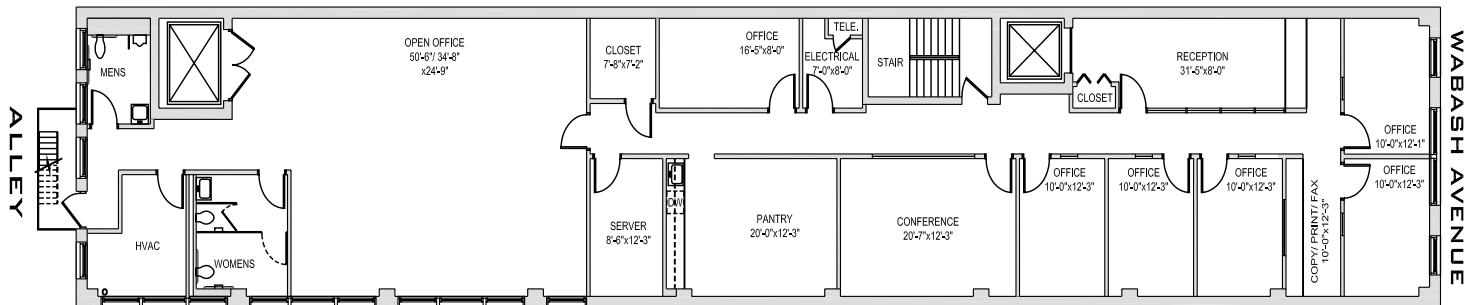 ALLEY
MENS
OPEN OFFICE
50'-6"/ 34'-8"
x24'-9"
CLOSET
7'-8"x7'-2"
OFFICE
16'-5"x8'-0"
TELE.
ELECTRICAL
7'-0"x8'-0"
STAIR
RECEPTION
31'-5"x8'-0"
CLOSET
OFFICE
10'-0"x12'-1"
HVAC
WOMENS
SERVER
8'-6"x12'-3"
DW
PANTRY
20'-0"x12'-3"
CONFERENCE
20'-7"x12'-3"
OFFICE
10'-0"x12'-3"
OFFICE
10'-0"x12'-3"
OFFICE
10'-0"x12'-3"
COPY/ PRINT/ FAX
10'-0"x12'-3"
OFFICE
10'-0"x12'-3"
WABASH AVENUE